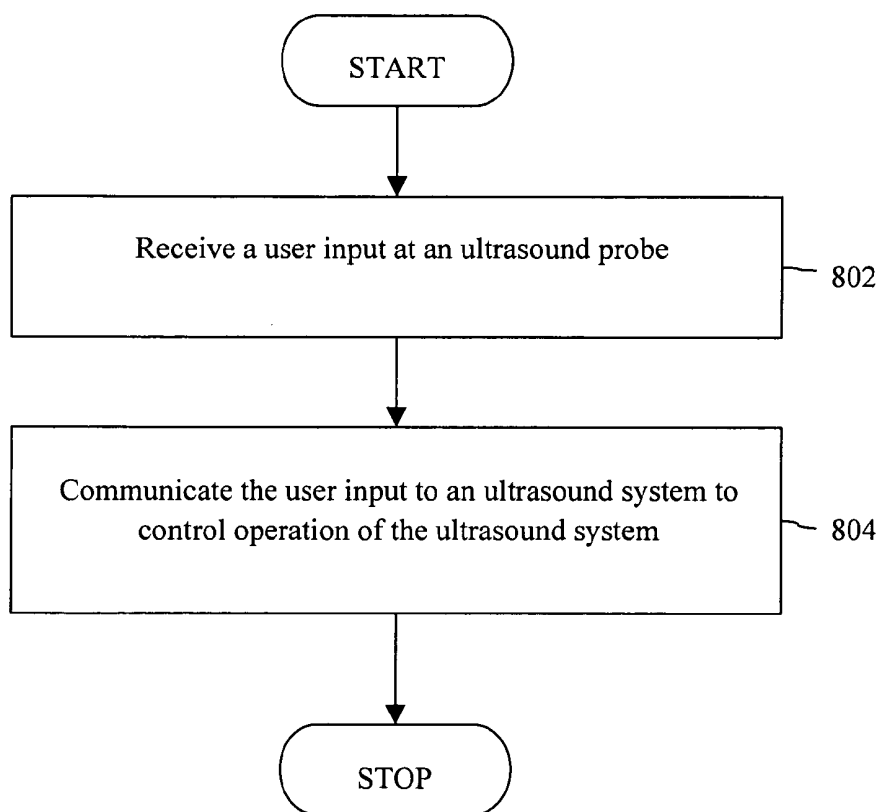 START
Receive a user input at an ultrasound probe
802
Communicate the user input to an ultrasound system to
control operation of the ultrasound system
804
STOP